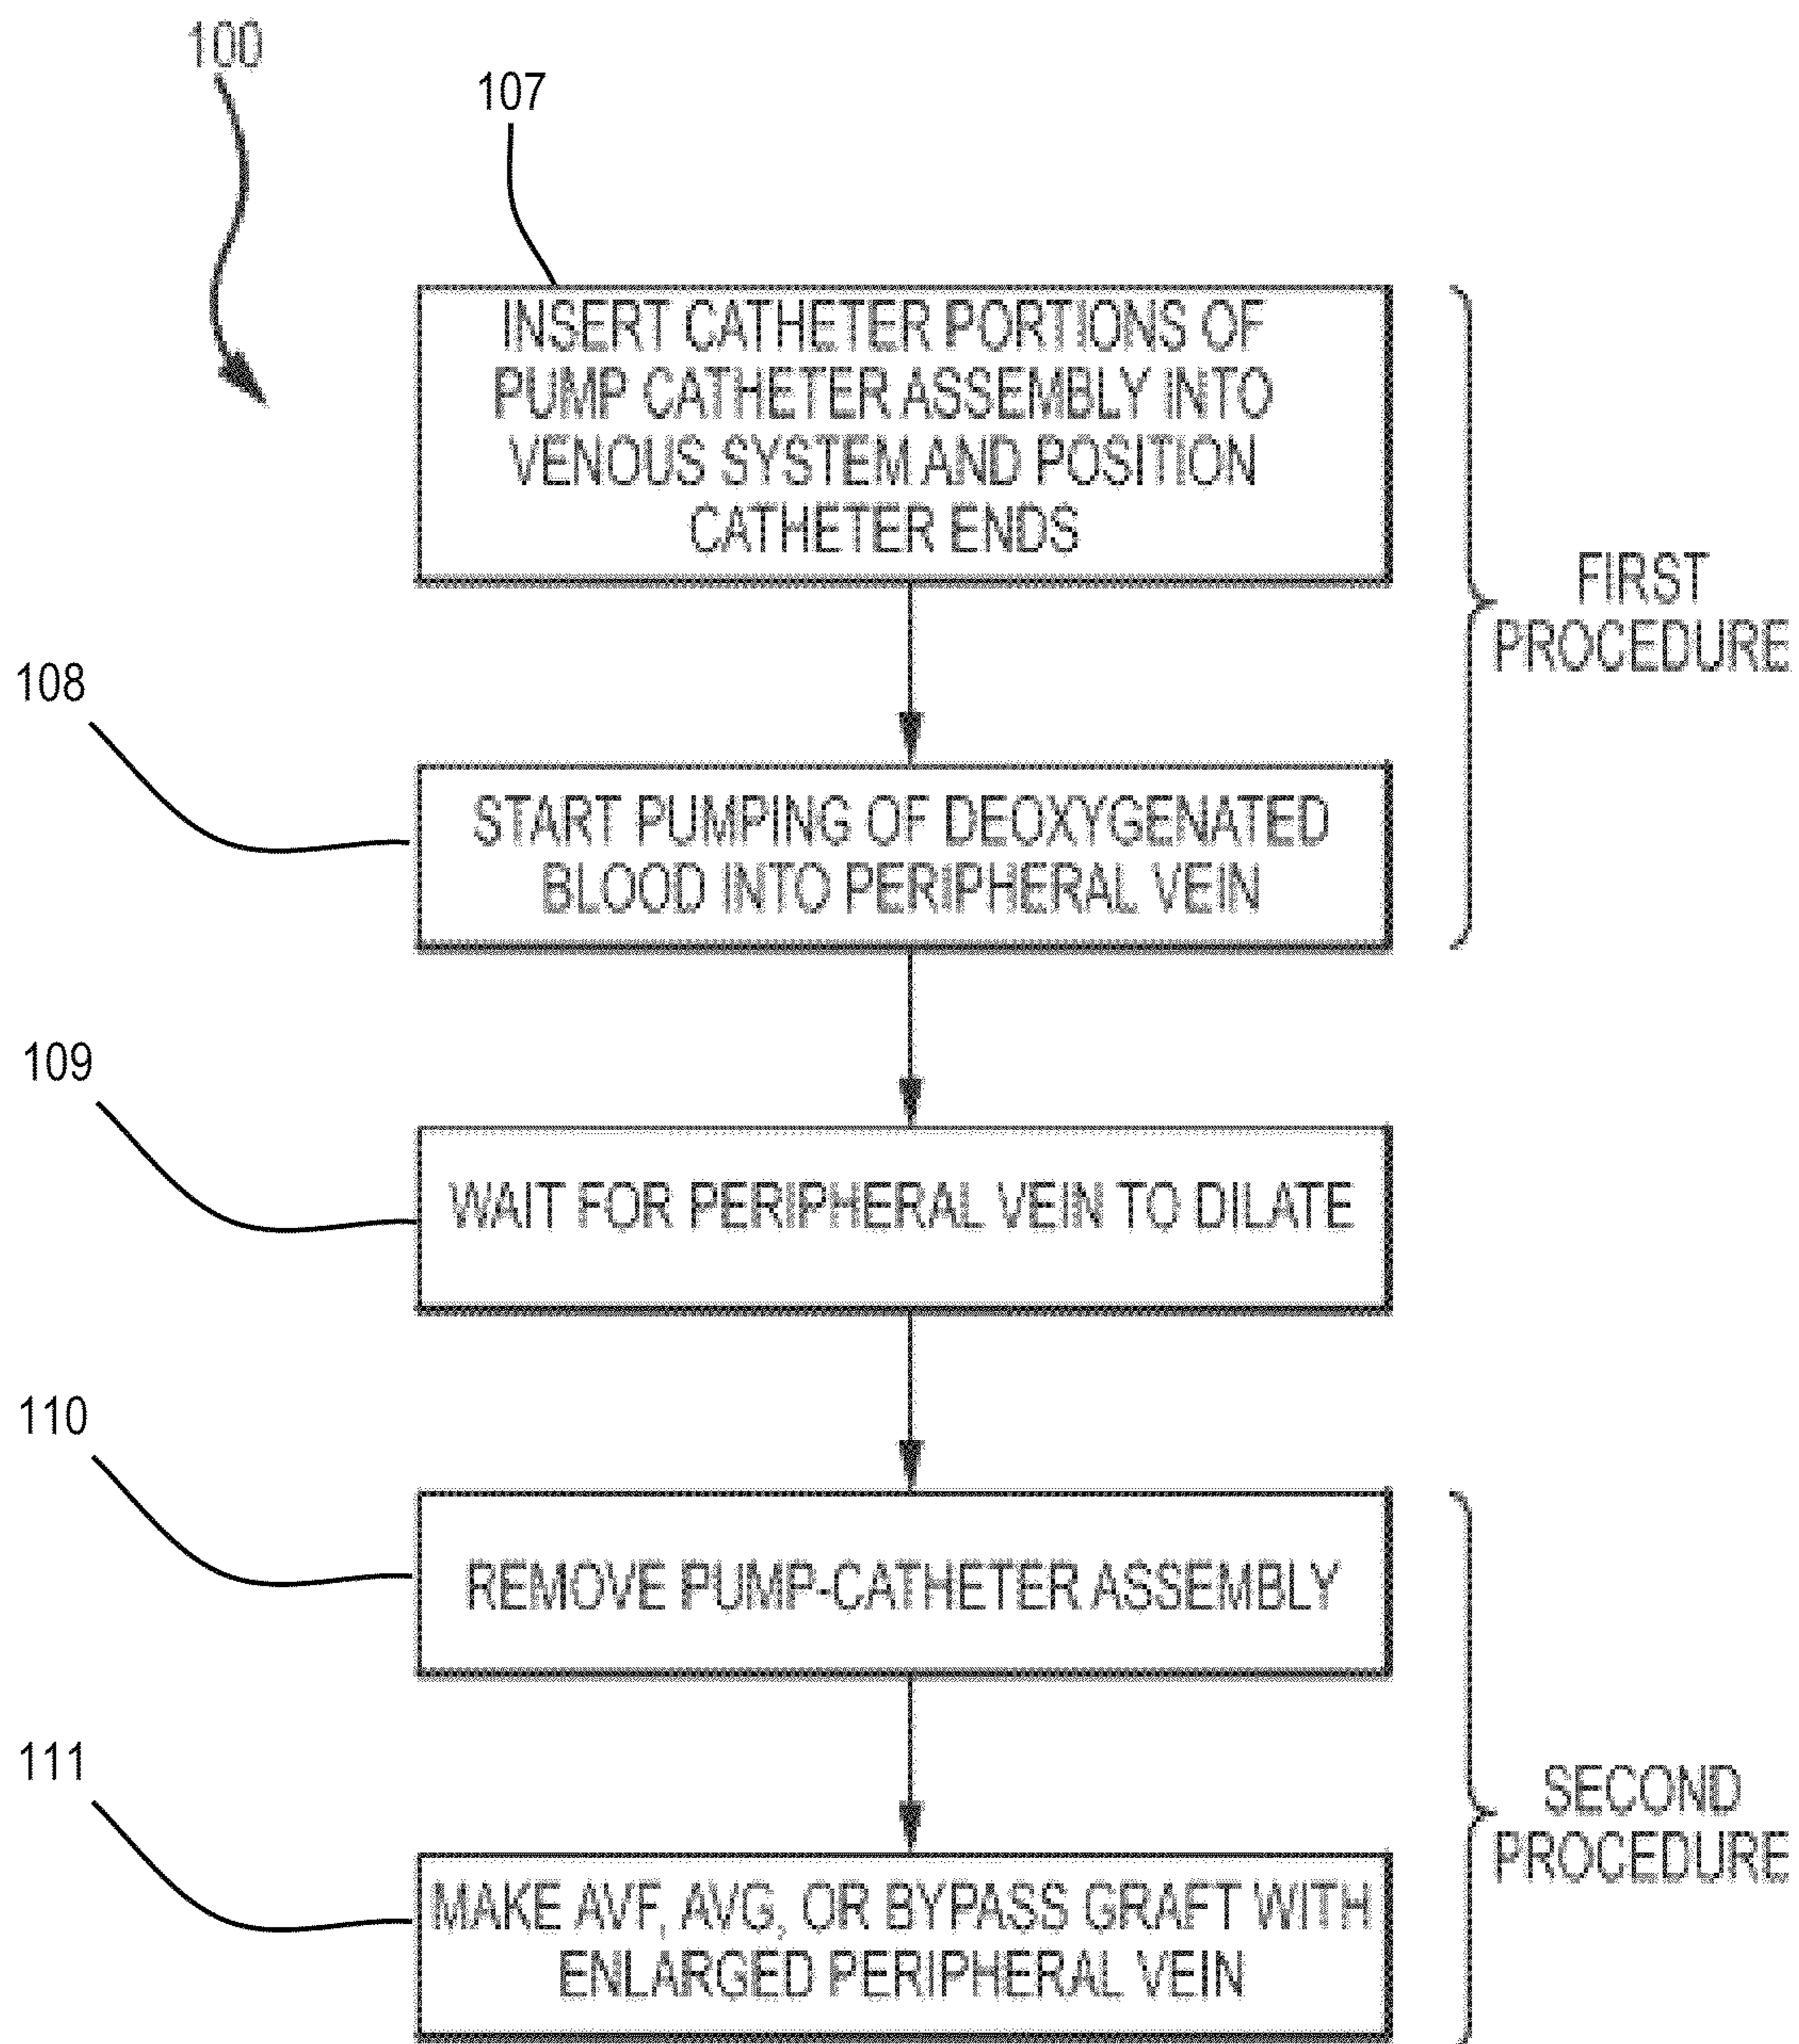 100
107
INSERT CATHETER PORTIONS OF
PUMP CATHETER ASSEMBLY INTO
VENOUS SYSTEM AND POSITION
CATHETER ENDS
FIRST
PROCEDURE
108
START PUMPING OF DEOXYGENATED
BLOOD INTO PERIPHERAL VEIN
109
WAIT FOR PERIPHERAL VEIN TO DILATE
110
REMOVE PUMP-CATHETER ASSEMBLY
111
MAKE AVF, AVG, OR BYPASS GRAFT WITH
ENLARGED PERIPHERAL VEIN
SECOND
PROCEDURE